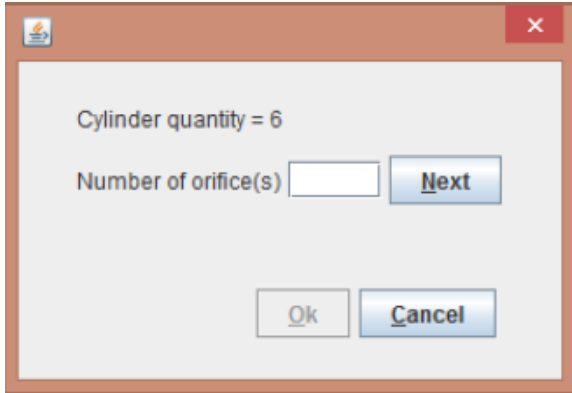 Cylinder quantity = 6
Number of orifice(s) Next
Ok Cancel